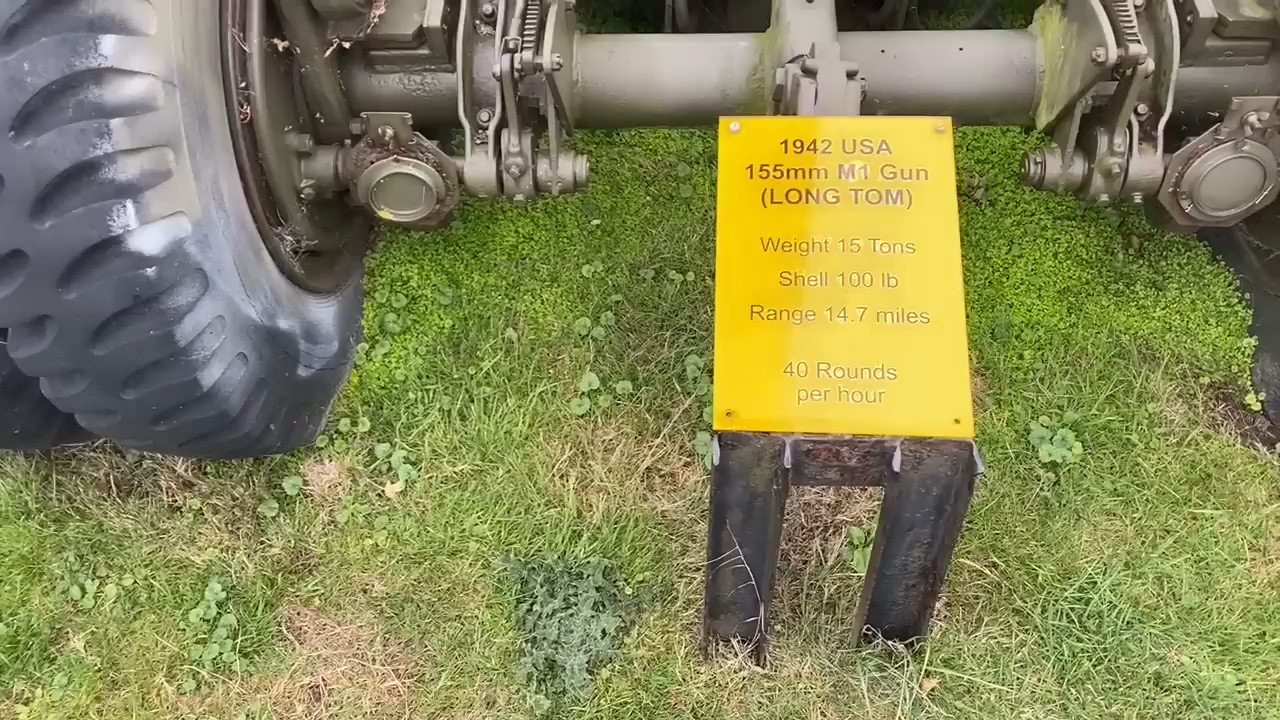 1942 USA
155mm M1 Gun
(LONG TOM)
Weight 15 Tons
Shell 100 lb
Range 14.7 miles
40 Rounds
per hour